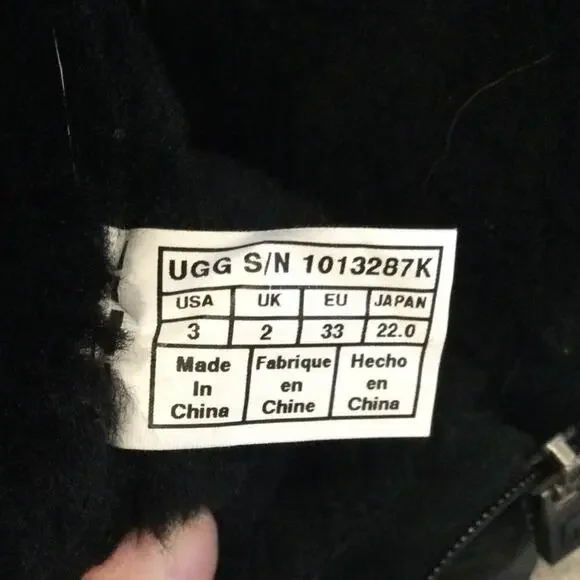 UGG S/N 1013287K
USA UK EU JAPAN
3 2 33 22.0
Made Fabrique Hecho
In en en
China Chine China